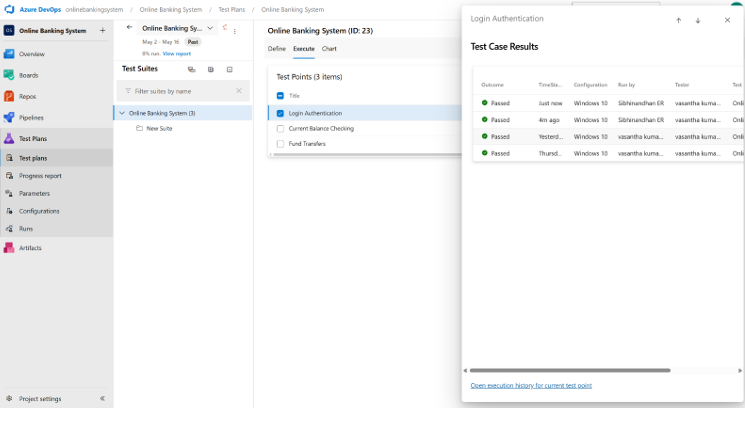 Azure DevOps onlinebankingsystem / Online Banking System / Test Plans / Online Banking System
OS Online Banking System +
Overview
Boards
Repos
Pipelines
Test Plans
Test plans
Progress report
Parameters
Configurations
Runs
Artifacts
Project settings
Online Banking Sy...
May 2 - May 16 Past
View report
Test Suites
Filter suites by name
Online Banking System (3)
New Suite
Online Banking System (ID: 23)
Define Execute Chart
Test Points (3 items)
Title
Login Authentication
Current Balance Checking
Fund Transfers
Login Authentication
Test Case Results
Outcome TimeSta... Configuration Run by Tester Test
Passed Just now Windows 10 Sibhinandhan ER vasantha kuma... Onli
Passed 4m ago Windows 10 Sibhinandhan ER vasantha kuma... Onli
Passed Yesterd... Windows 10 vasantha kuma... vasantha kuma... Onli
Passed Thursd... Windows 10 vasantha kuma... vasantha kuma... Onli
Open execution history for current test point